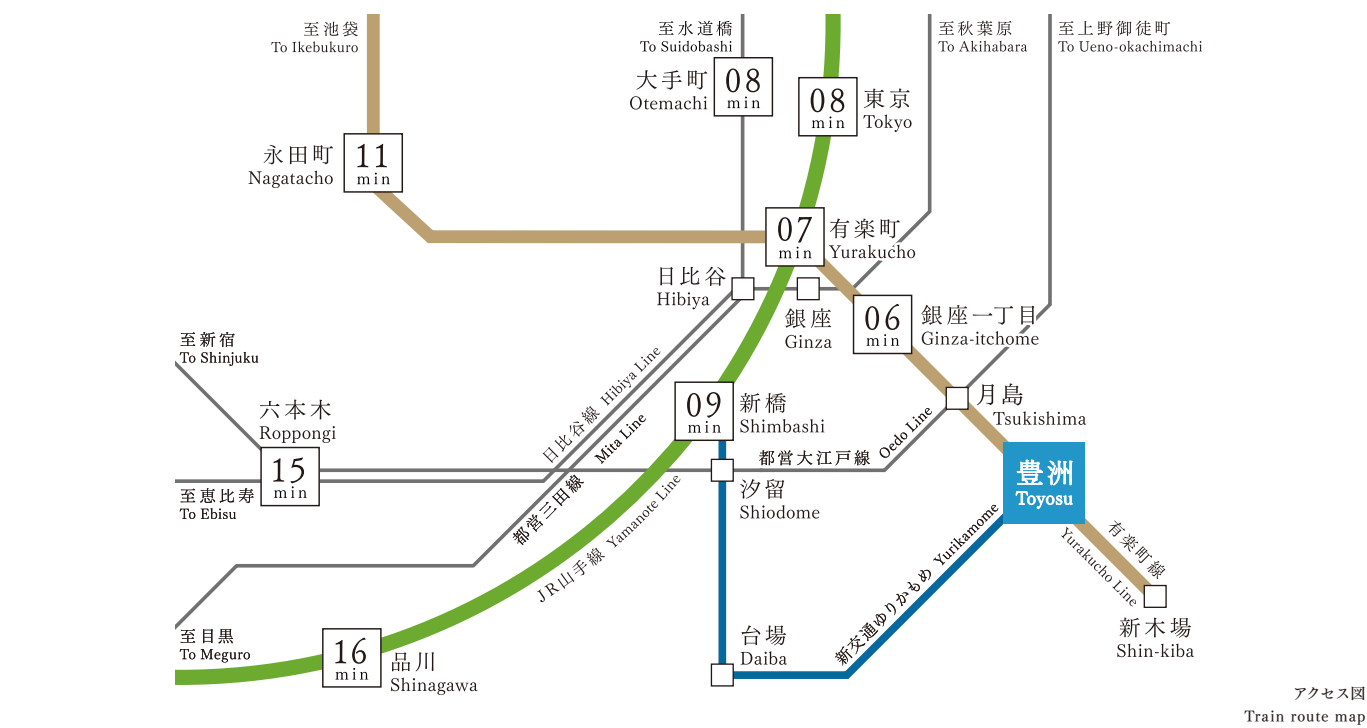 至池袋
To Ikebukuro
至水道橋
To Suidobashi
至秋葉原
To Akihabara
至上野御徒町
To Ueno-okachimachi
大手町
Otemachi
08
min
08
min
東京
Tokyo
永田町
Nagatacho
11
min
07
min
有楽町
Yurakucho
日比谷
Hibiya
銀座
Ginza
06
min
銀座一丁目
Ginza-itchome
至新宿
To Shinjuku
日比谷線 Hibiya Line
都営三田線 Mita Line
六本木
Roppongi
15
min
09
min
新橋
Shimbashi
月島
Tsukishima
都営大江戸線 Oedo Line
至恵比寿
To Ebisu
汐留
Shiodome
豊洲
Toyosu
JR山手線 Yamanote Line
新交通ゆりかもめ Yurikamome
有楽町線
Yurakucho Line
新木場
Shin-kiba
至目黒
To Meguro
16
min
品川
Shinagawa
台場
Daiba
アクセス図
Train route map